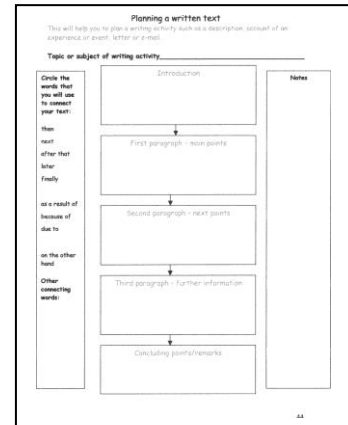 Planning a written text
This will help you to plan a writing activity such as a description, account of an
experience or event, letter or e-mail.
Topic or subject of writing activity
Circle the
words that
you will use
to connect
your text:
then
next
after that
later
finally
as a result of
because of
due to
on the other
hand
Other
connecting
words:
Introduction
First paragraph - main points
Second paragraph - next points
Third paragraph - further information
Concluding points/remarks
Notes
44